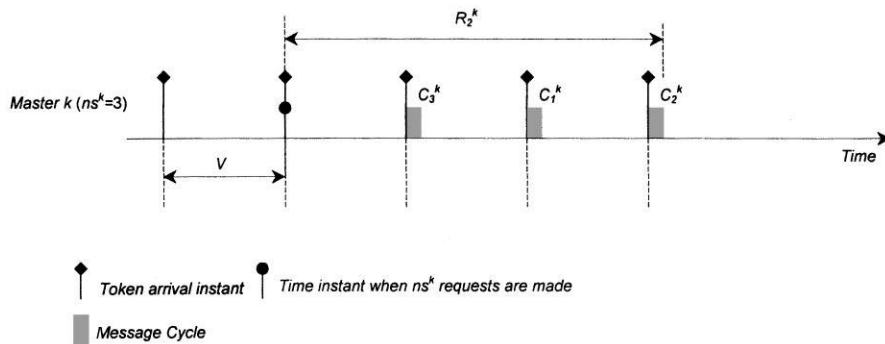 R₂ᵏ
C₃ᵏ
C₁ᵏ
C₂ᵏ
Master k (nsᵏ=3)
V
Time
Token arrival instant
Time instant when nsᵏ requests are made
Message Cycle